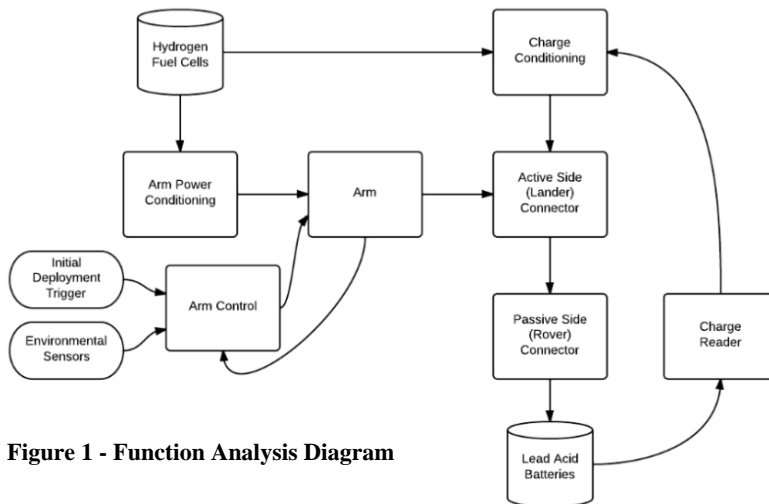 Hydrogen
Fuel Cells
Charge
Conditioning
Arm Power
Conditioning
Arm
Active Side
(Lander)
Connector
Initial
Deployment
Trigger
Arm Control
Environmental
Sensors
Passive Side
(Rover)
Connector
Charge
Reader
Lead Acid
Batteries
Figure 1 - Function Analysis Diagram